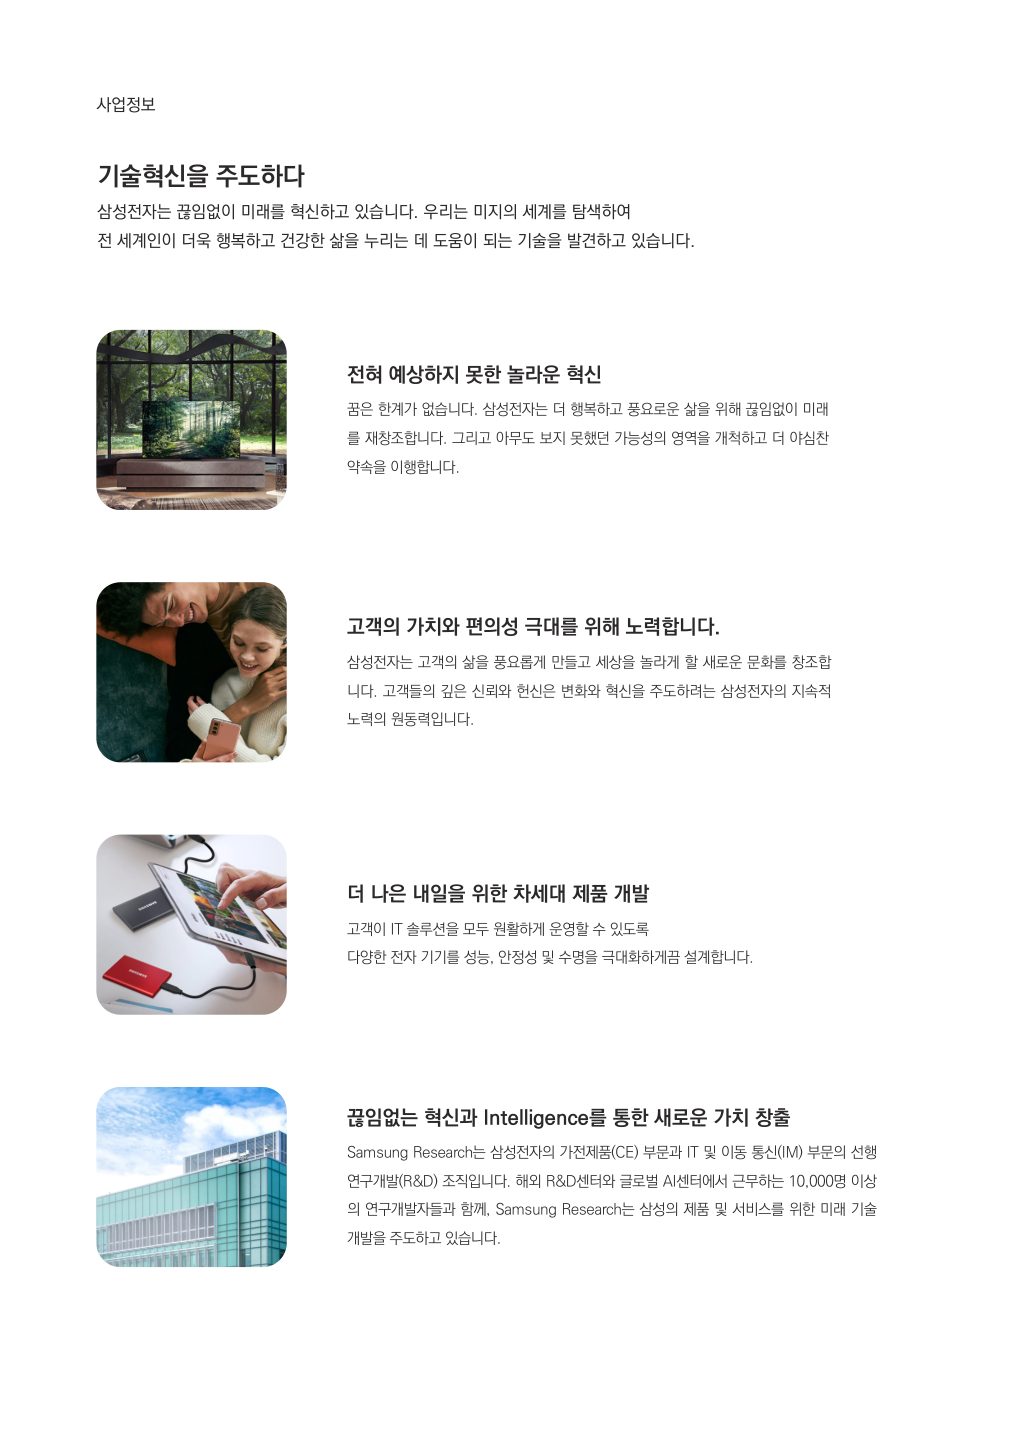 사업정보
기술혁신을 주도하다
삼성전자는 끊임없이 미래를 혁신하고 있습니다. 우리는 미지의 세계를 탐색하여
전 세계인이 더욱 행복하고 건강한 삶을 누리는 데 도움이 되는 기술을 발견하고 있습니다.
전혀 예상하지 못한 놀라운 혁신
꿈은 한계가 없습니다. 삼성전자는 더 행복하고 풍요로운 삶을 위해 끊임없이 미래
를 재창조합니다. 그리고 아무도 보지 못했던 가능성의 영역을 개척하고 더 야심찬
약속을 이행합니다.
고객의 가치와 편의성 극대를 위해 노력합니다.
삼성전자는 고객의 삶을 풍요롭게 만들고 세상을 놀라게 할 새로운 문화를 창조합
니다. 고객들의 깊은 신뢰와 헌신은 변화와 혁신을 주도하려는 삼성전자의 지속적
노력의 원동력입니다.
더 나은 내일을 위한 차세대 제품 개발
고객이 IT 솔루션을 모두 원활하게 운영할 수 있도록
다양한 전자 기기를 성능, 안정성 및 수명을 극대화하게끔 설계합니다.
SAMSUNG
SAMSUNG
끊임없는 혁신과 Intelligence를 통한 새로운 가치 창출
Samsung Research는 삼성전자의 가전제품(CE) 부문과 IT 및 이동 통신(IM) 부문의 선행
연구개발(R&D) 조직입니다. 해외 R&D센터와 글로벌 AI센터에서 근무하는 10,000명 이상
의 연구개발자들과 함께, Samsung Research는 삼성의 제품 및 서비스를 위한 미래 기술
개발을 주도하고 있습니다.